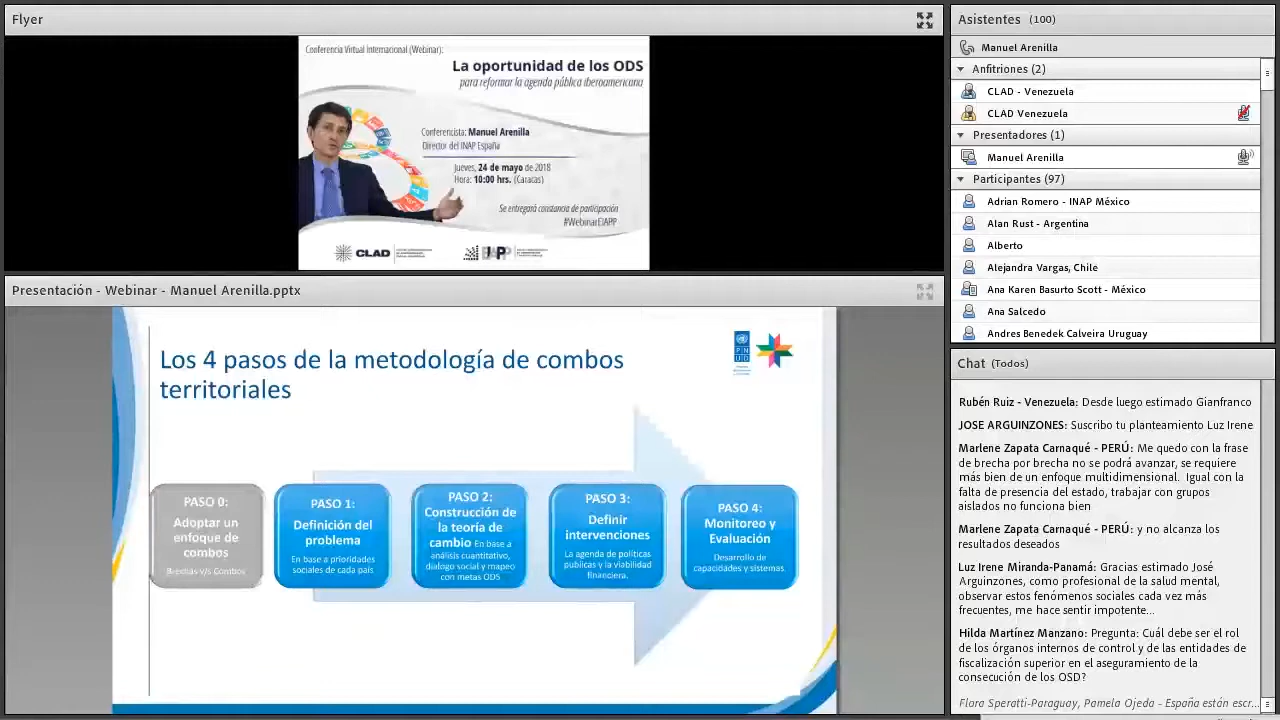 Flyer
Conferencia Virtual Internacional (Webinar):
La oportunidad de los ODS
para reformar la agenda pública iberoamericana
Conferencista: Manuel Arenilla
Director del INAP España
Jueves, 24 de mayo de 2018
Hora: 10:00 hrs. (Caracas)
Se entregará constancia de participación
#WebinarEIAPP
CLAD
Presentación - Webinar - Manuel Arenilla.pptx
Los 4 pasos de la metodología de combos
territoriales
P N
U D
PASO 0:
Adoptar un
enfoque de
combos
Brechas v/s Combos
PASO 1:
Definición del
problema
En base a prioridades
sociales de cada país
PASO 2:
Construcción de
la teoría de
cambio En base a
análisis cuantitativo,
dialogo social y mapeo
con metas ODS
PASO 3:
Definir
intervenciones
La agenda de políticas
publicas y la viabilidad
financiera.
PASO 4:
Monitoreo y
Evaluación
Desarrollo de
capacidades y sistemas
Asistentes (100)
Manuel Arenilla
Anfitriones (2)
CLAD - Venezuela
CLAD Venezuela
Presentadores (1)
Manuel Arenilla
Participantes (97)
INAP México
Alberto
Alejandra Vargas, Chile
Ana Karen Basurto Scott - México
Ana Salcedo
Andres Benedek Calveira Uruguay
Chat (Todos)
Rubén Ruiz - Venezuela: Desde luego estimado Gianfranco
JOSE ARGUINZONES: Suscribo tu planteamiento Luz Irene
Marlene Zapata Carnaqué - PERÚ: Me quedo con la frase
de brecha por brecha no se podrá avanzar, se requiere
más bien de un enfoque multidimensional. Igual con la
falta de presencia del estado, trabajar con grupos
aislados no funciona bien
Marlene Zapata Carnaqué - PERÚ: y no alcanza los
resultados deseados
Luz Irene Miranda-Panamá: Gracias estimado José
Arguinzones, como profesional de la salud mental,
observar estos fenómenos sociales cada vez más
frecuentes, me hace sentir impotente...
Hilda Martínez Manzano: Pregunta: Cuál debe ser el rol
de los órganos internos de control y de las entidades de
fiscalización superior en el aseguramiento de la
consecución de los OSD?
Flora Speratti-Paraguay, Pamela Ojeda - España están escr...